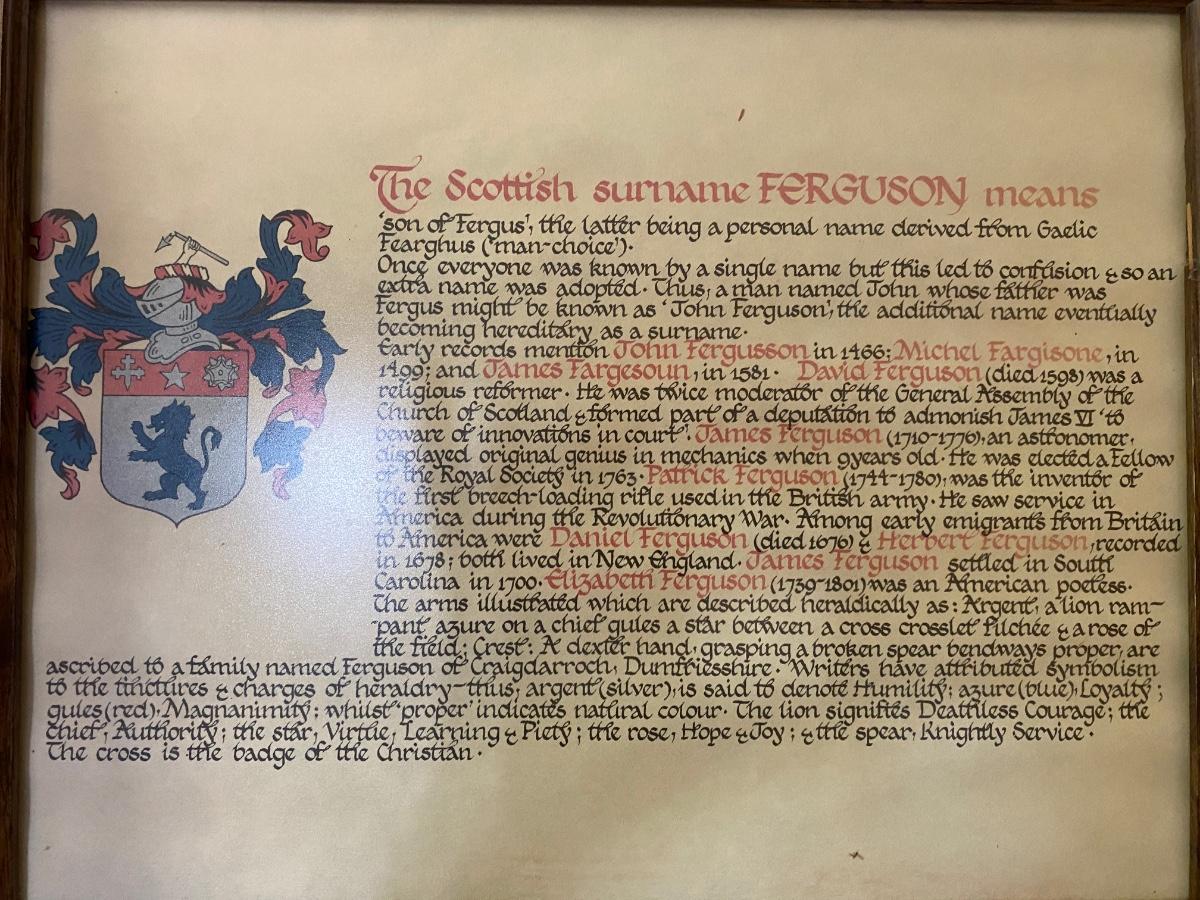 The Scottish surname FERGUSON means
'son of Fergus', the latter being a personal name derived from Gaelic
Fearghus ('man-choice').
Once everyone was known by a single name but this led to confusion & so an
extra name was adopted. Thus, a man named John whose father was
Fergus might be known as 'John Ferguson', the additional name eventually
becoming hereditary as a surname.
Early records mention John Fergusson in 1466; Michel Fargisone, in
1499; and James Fargesoun, in 1581. David Ferguson (died 1598) was a
religious reformer. He was twice moderator of the General Assembly of the
Church of Scotland & formed part of a deputation to admonish James VI 'to
beware of innovations in court'. James Ferguson (1710-1776), an astronomer,
displayed original genius in mechanics when 9 years old. He was elected a Fellow
of the Royal Society in 1763. Patrick Ferguson (1744-1780), was the inventor of
the first breech-loading rifle used in the British army. He saw service in
America during the Revolutionary War. Among early emigrants from Britain
to America were Daniel Ferguson (died 1676) & Herbert Ferguson, recorded
in 1678; both lived in New England. James Ferguson settled in South
Carolina in 1700. Elizabeth Ferguson (1739-1801) was an American poetess.
The arms illustrated which are described heraldically as: Argent, a lion ram-
pant azure on a chief gules a star between a cross crosslet fitchée & a rose of
the field; Crest: A dexter hand, grasping a broken spear bendways proper, are
ascribed to a family named Ferguson of Craigdarroch, Dumfriesshire. Writers have attributed symbolism
to the tinctures & charges of heraldry-thus, argent (silver), is said to denote Humility; azure (blue), Loyalty;
gules (red), Magnanimity; whilst 'proper' indicates natural colour. The lion signifies Deathless Courage; the
chief, Authority; the star, Virtue, Learning & Piety; the rose, Hope & Joy; & the spear, Knightly Service.
The cross is the badge of the Christian.